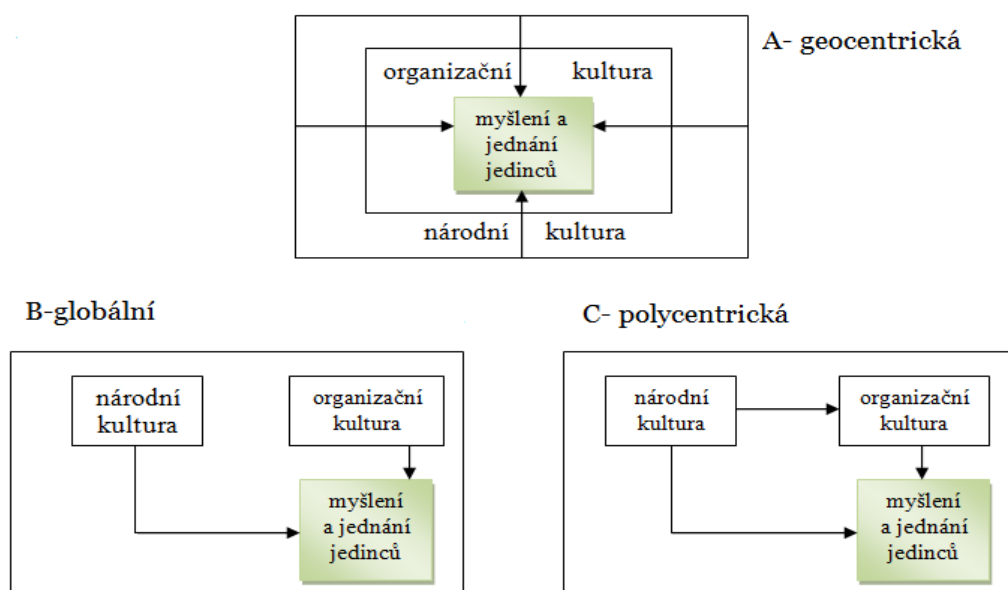 A- geocentrická
organizační kultura
myšlení a
jednání
jedinců
národní kultura
B-globální
národní
kultura
organizační
kultura
myšlení
a jednání
jedinců
C- polycentrická
národní
kultura
organizační
kultura
myšlení
a jednání
jedinců